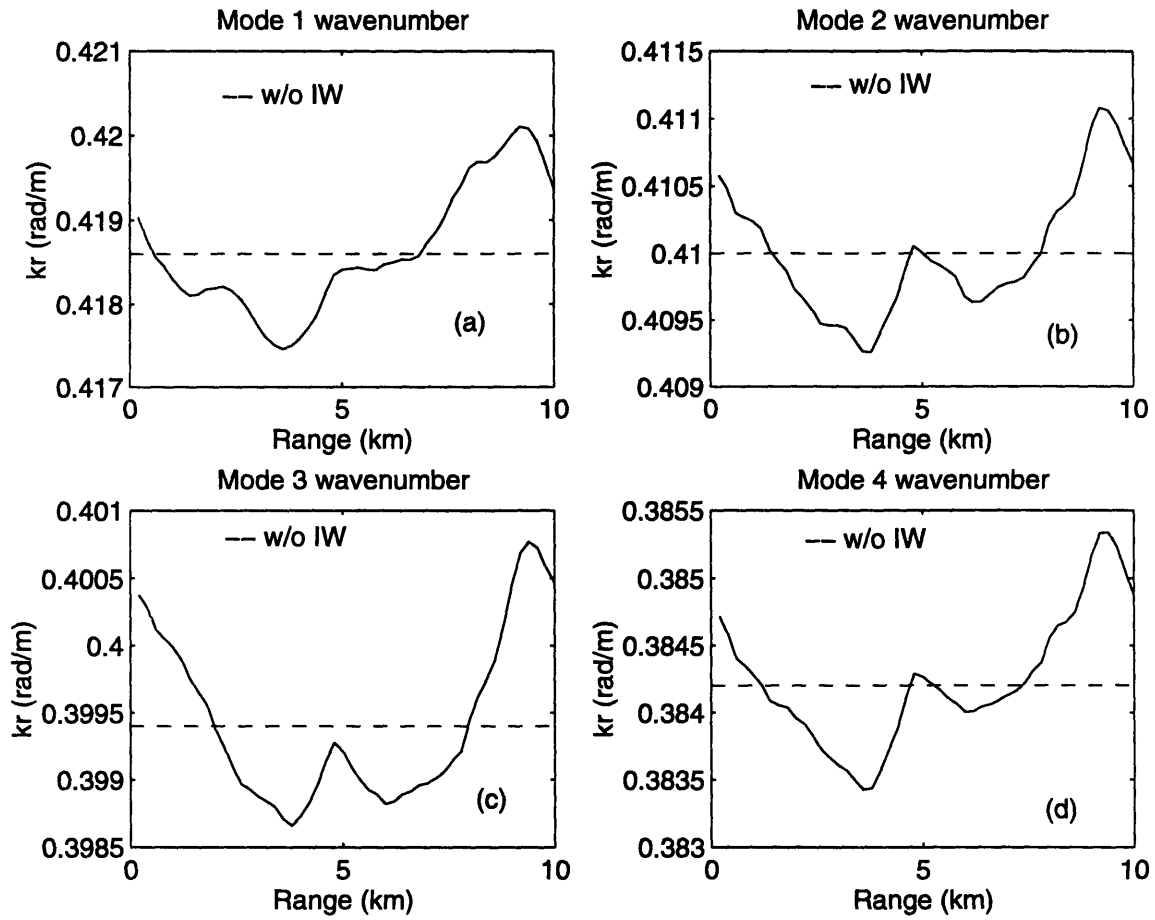 Mode 1 wavenumber
0.421
0.42
0.419
0.418
0.417
kr (rad/m)
w/o IW
(a)
0
5
10
Range (km)
Mode 2 wavenumber
0.4115
0.411
0.4105
0.41
0.4095
0.409
kr (rad/m)
w/o IW
(b)
0
5
10
Range (km)
Mode 3 wavenumber
0.401
0.4005
0.4
0.3995
0.399
0.3985
kr (rad/m)
w/o IW
(c)
0
5
10
Range (km)
Mode 4 wavenumber
0.3855
0.385
0.3845
0.384
0.3835
0.383
kr (rad/m)
w/o IW
(d)
0
5
10
Range (km)